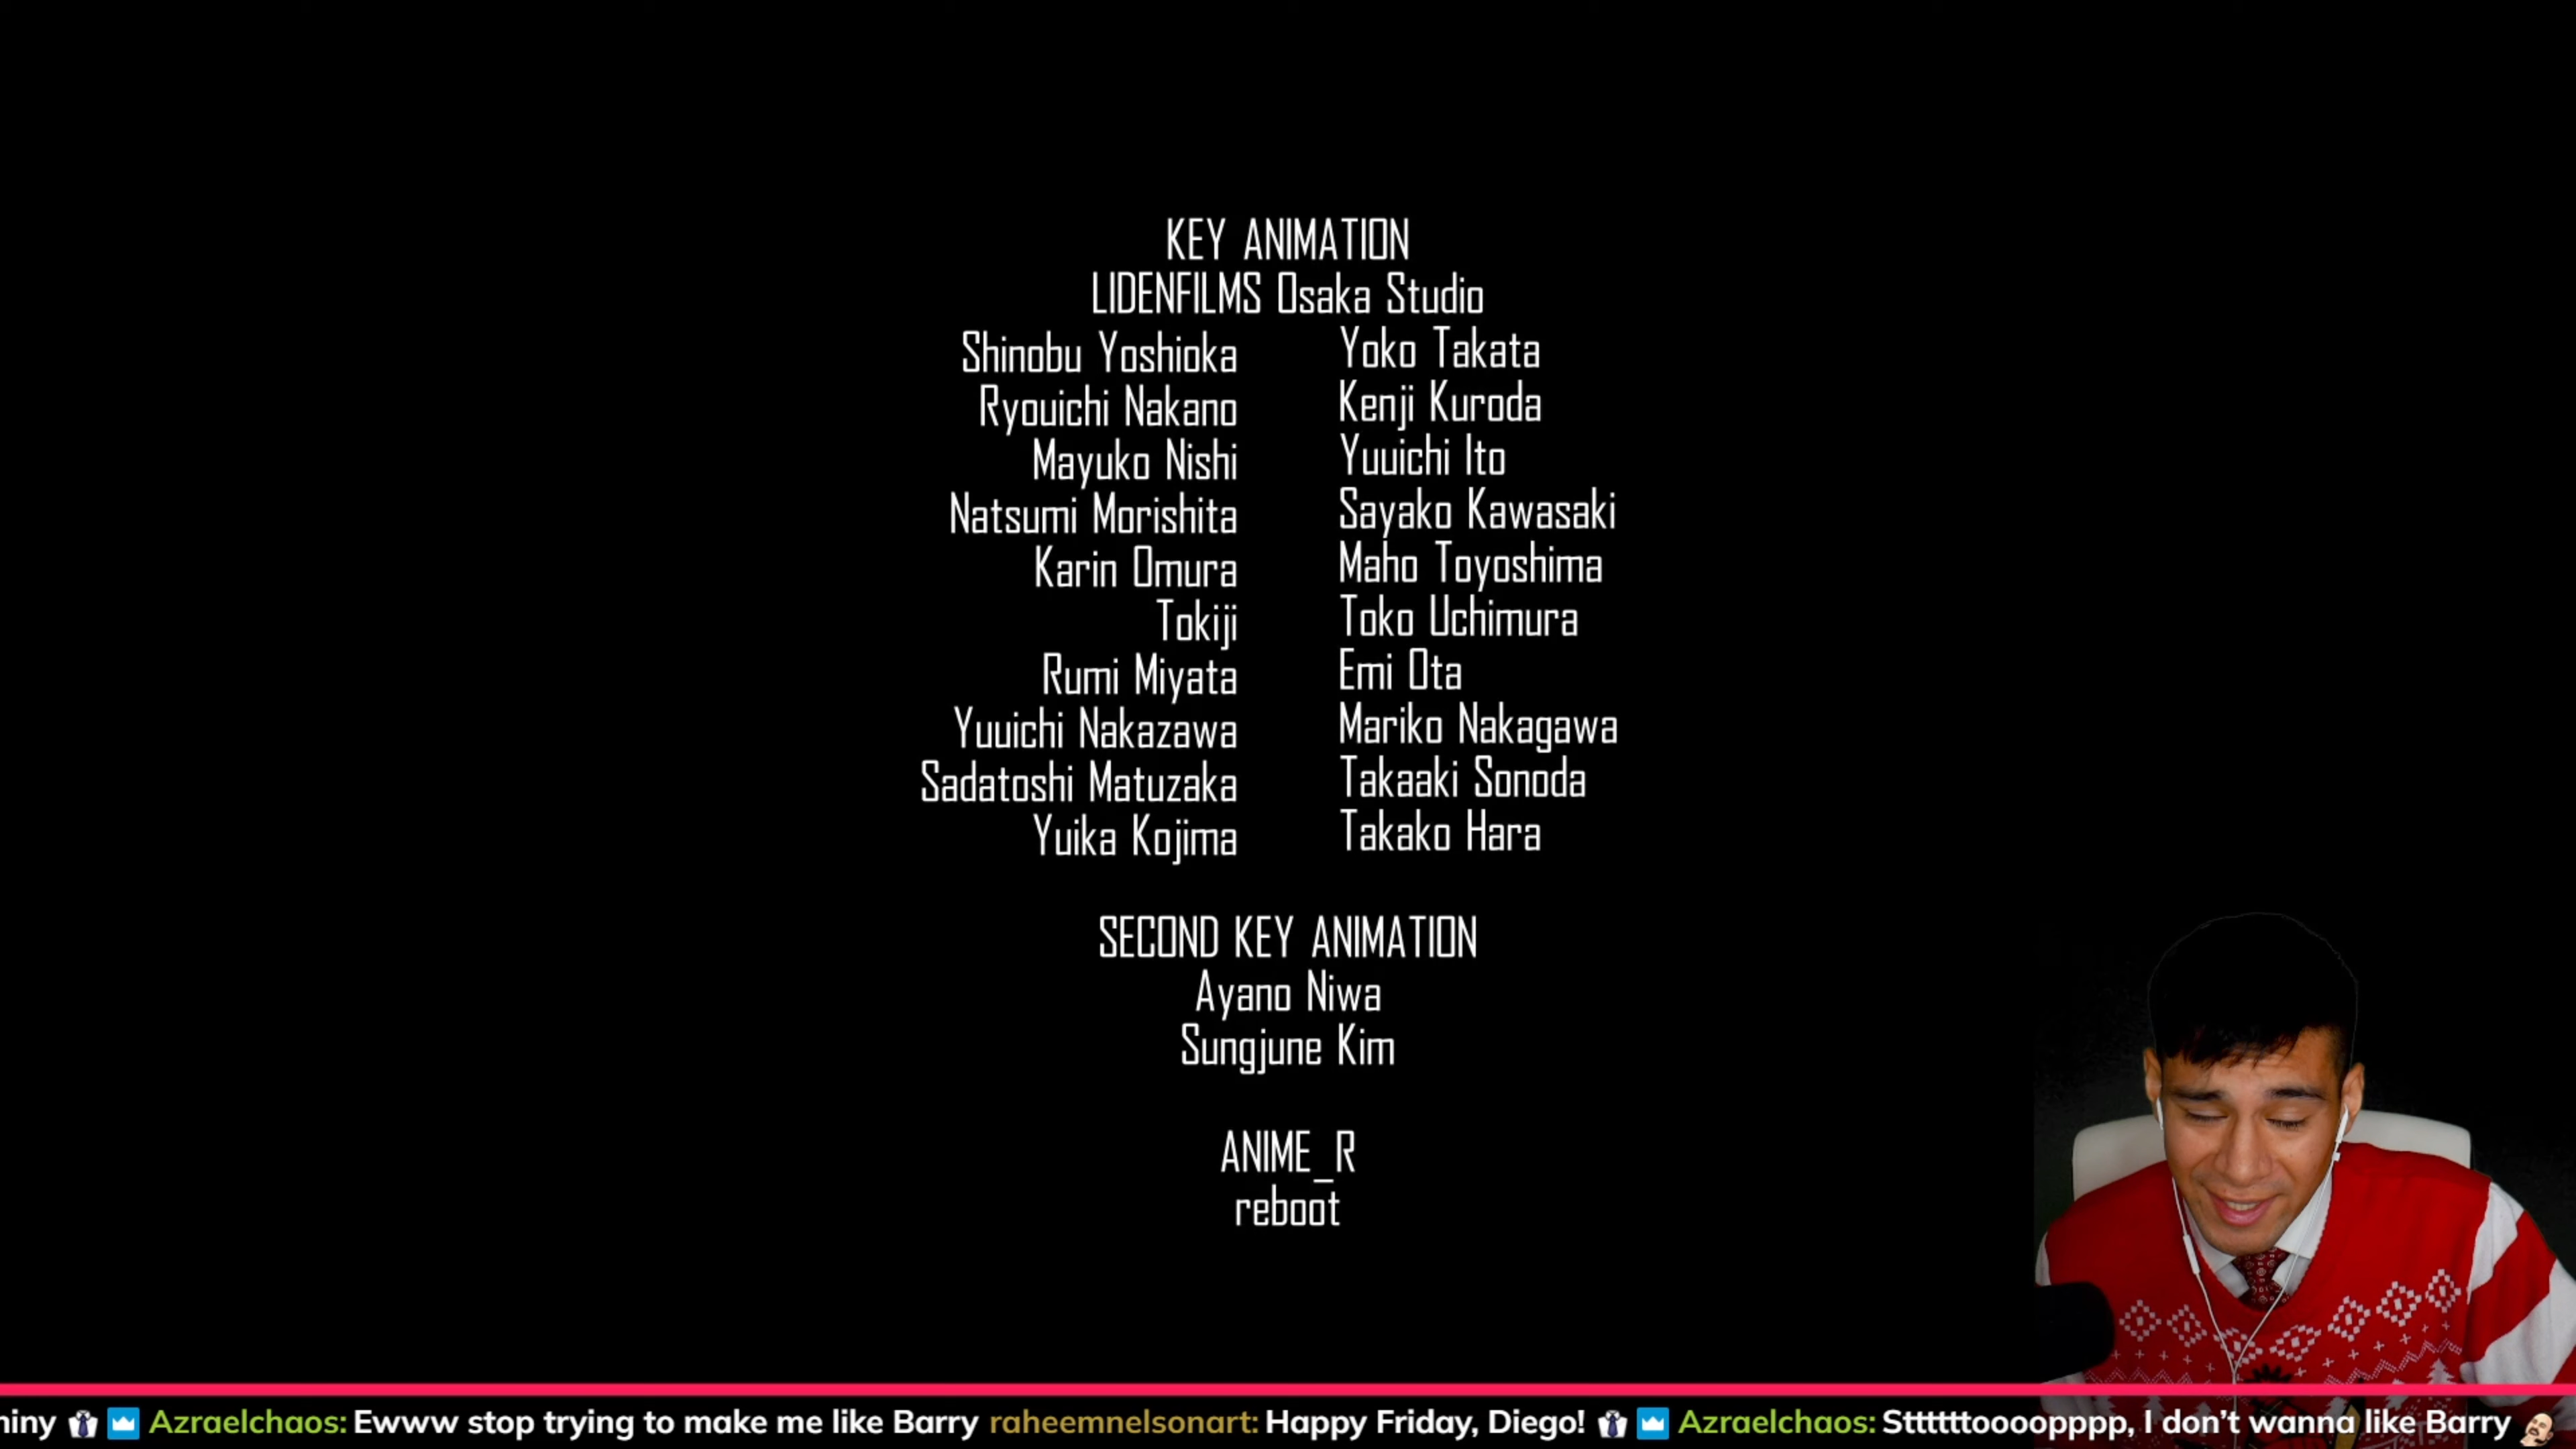 KEY ANIMATION
LIDENFILMS Osaka Studio
Shinobu Yoshioka
Ryouichi Nakano
Mayuko Nishi
Natsumi Morishita
Karin Omura
Tokiji
Rumi Miyata
Yuuichi Nakazawa
Sadatoshi Matuzaka
Yuika Kojima
Yoko Takata
Kenji Kuroda
Yuuichi Ito
Sayako Kawasaki
Maho Toyoshima
Toko Uchimura
Emi Ota
Mariko Nakagawa
Takaaki Sonoda
Takako Hara
SECOND KEY ANIMATION
Ayano Niwa
Sungjune Kim
ANIME_R
reboot
Azraelchaos: Ewww stop trying to make me like Barry raheemnelsonart: Happy Friday, Diego! Azraelchaos: Sttttttoooopppp, I don't wanna like Barry